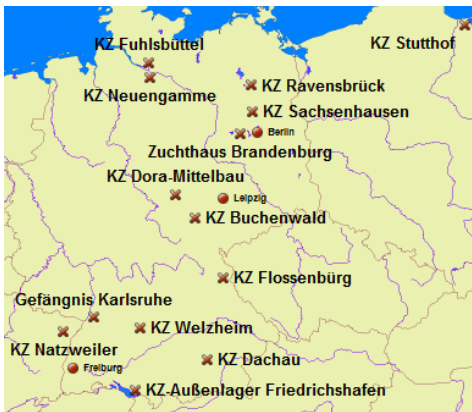 KZ Fuhlsbüttel
KZ Stutthof
KZ Neuengamme
KZ Ravensbrück
KZ Sachsenhausen
Berlin
Zuchthaus Brandenburg
KZ Dora-Mittelbau
Leipzig
KZ Buchenwald
KZ Flossenbürg
Gefängnis Karlsruhe
KZ Welzheim
KZ Natzweiler
KZ Dachau
Freiburg
KZ-Außenlager Friedrichshafen